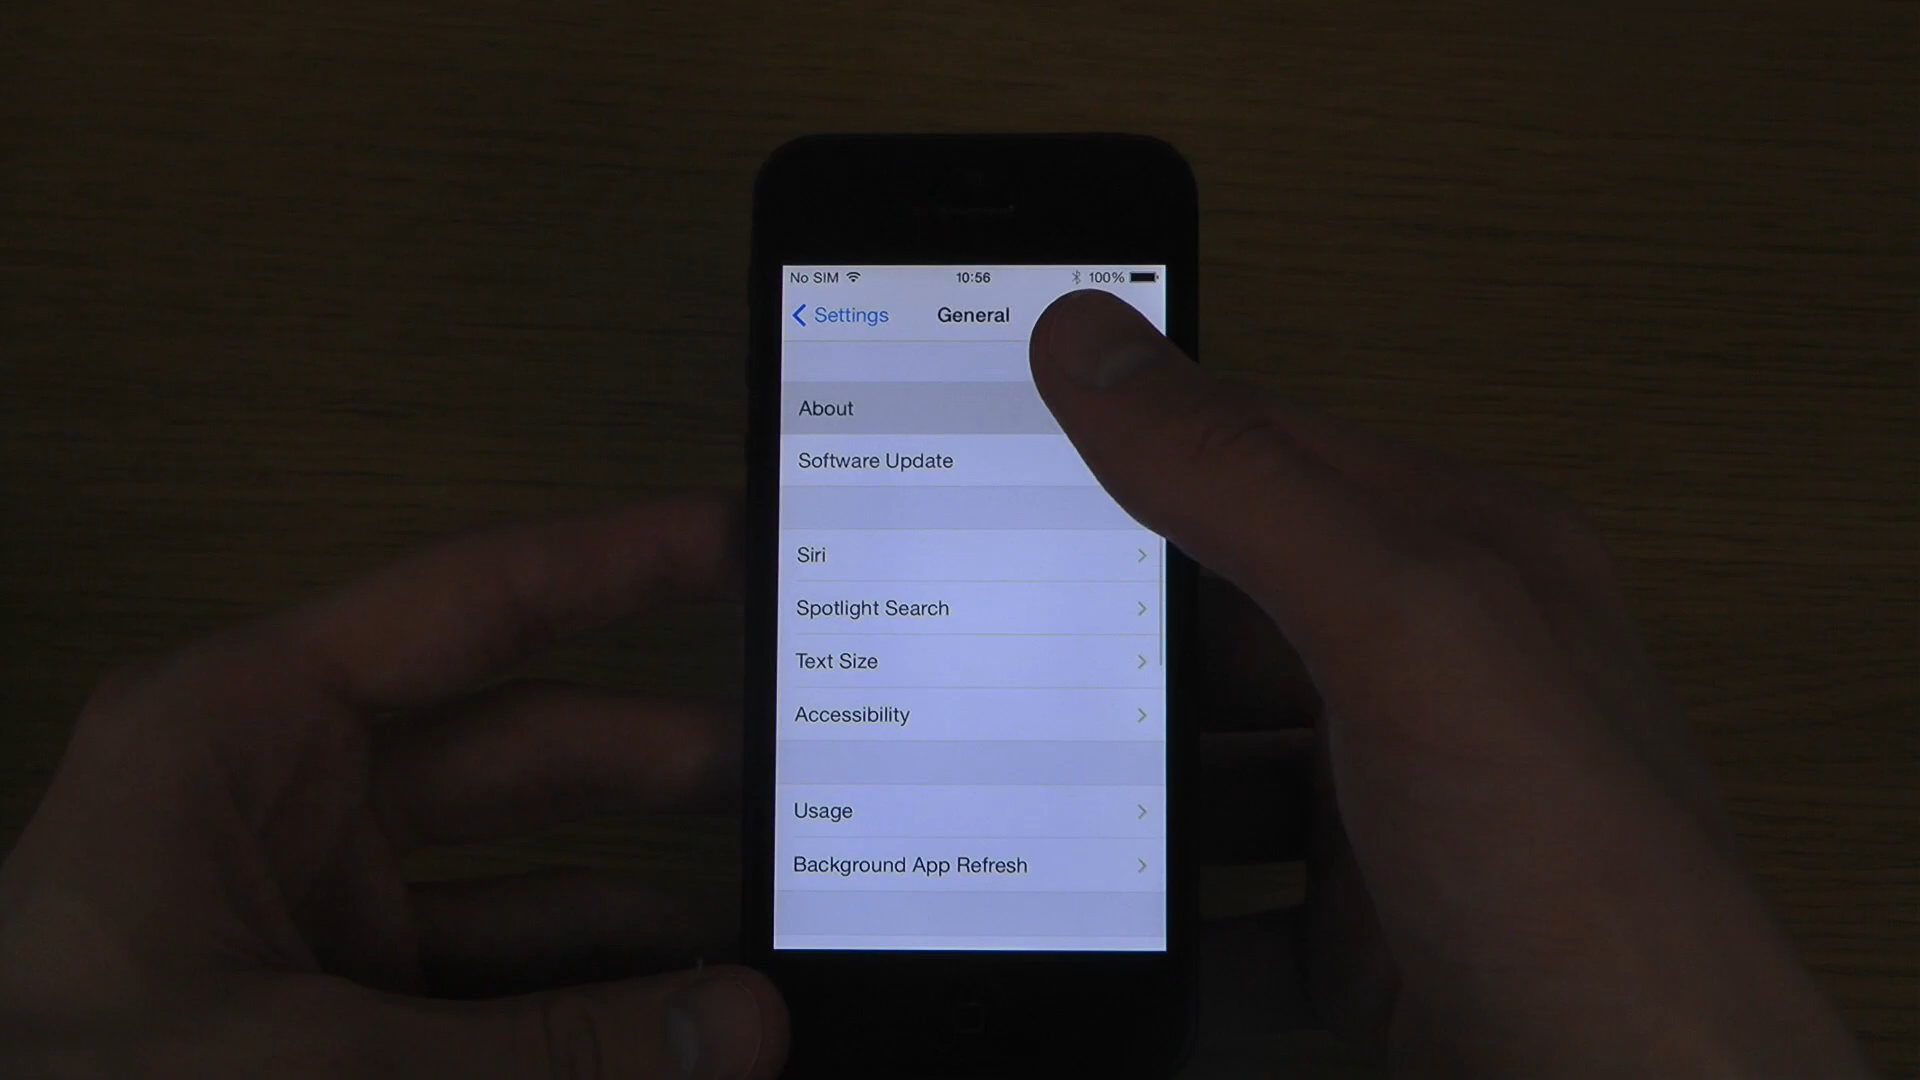 No SIM 10:56 100%
Settings General
About
Software Update
Siri
Spotlight Search
Text Size
Accessibility
Usage
Background App Refresh